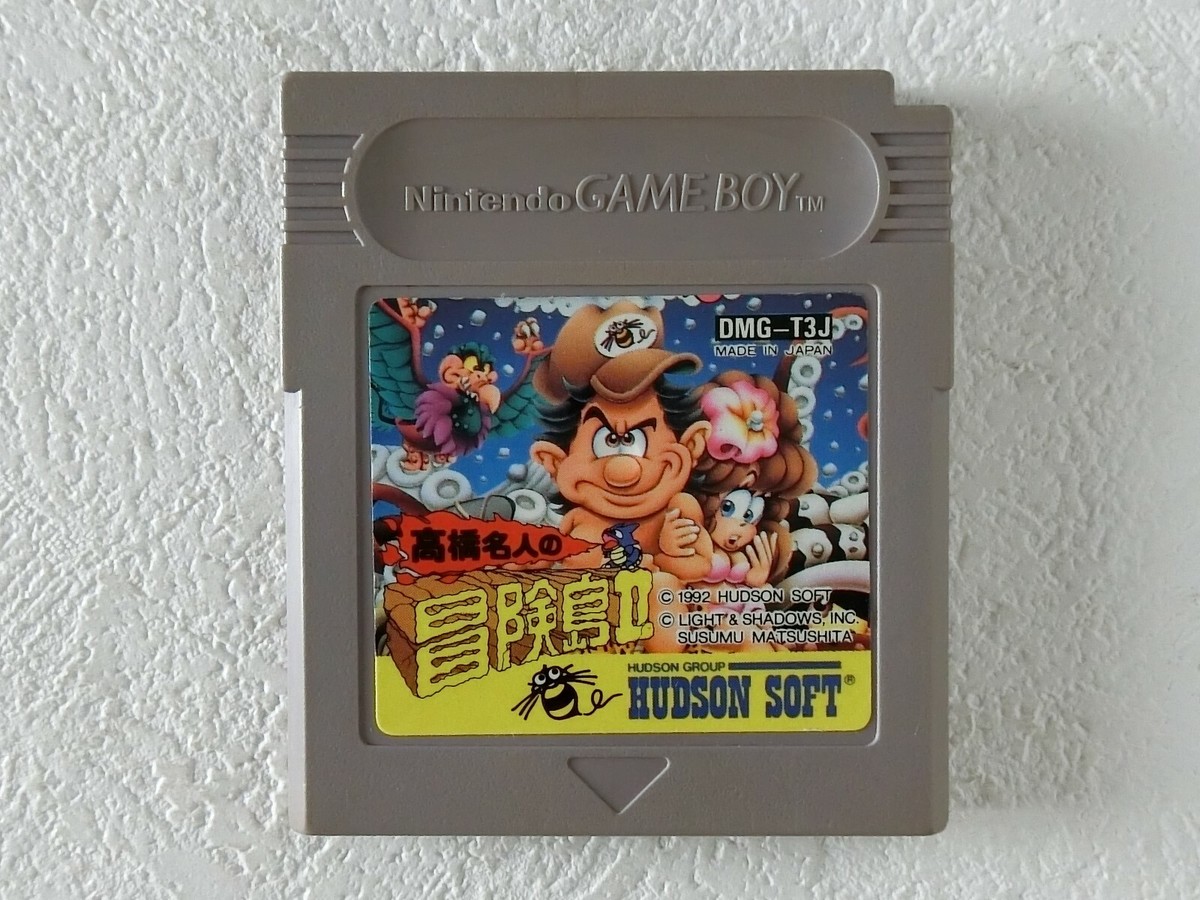 Nintendo GAME BOY TM
DMG-T3J
MADE IN JAPAN
高橋名人の
冒険島II
© 1992 HUDSON SOFT
© LIGHT & SHADOWS, INC.
SUSUMU MATSUSHITA
HUDSON GROUP
HUDSON SOFT®